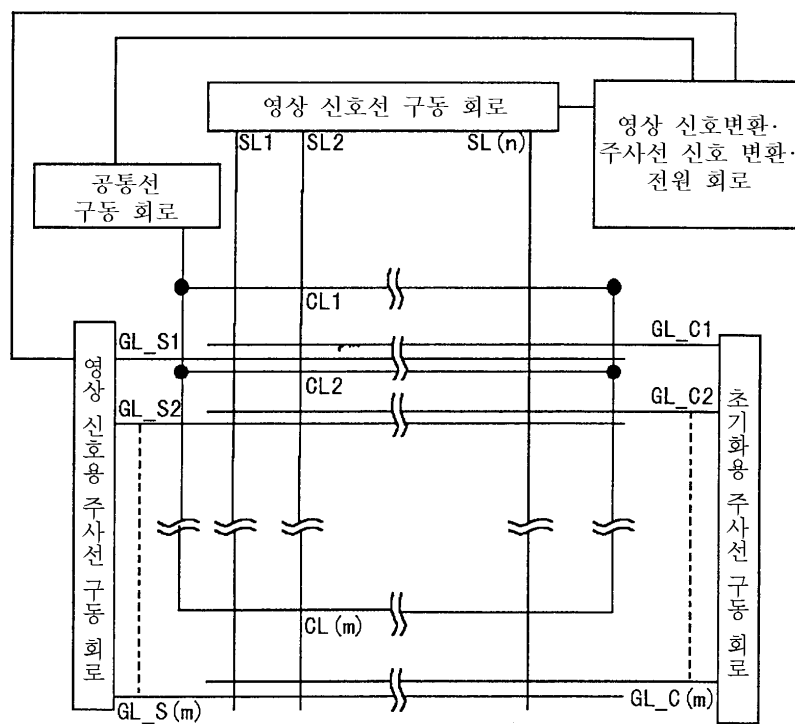 영상 신호선 구동 회로
영상 신호변환·
주사선 신호 변환·
전원 회로
SL1
SL2
SL(n)
공통선
구동 회로
CL1
GL_S1
GL_C1
CL2
GL_S2
GL_C2
영상 신호용 주사선 구동 회로
초기화용 주사선 구동 회로
CL(m)
GL_S(m)
GL_C(m)